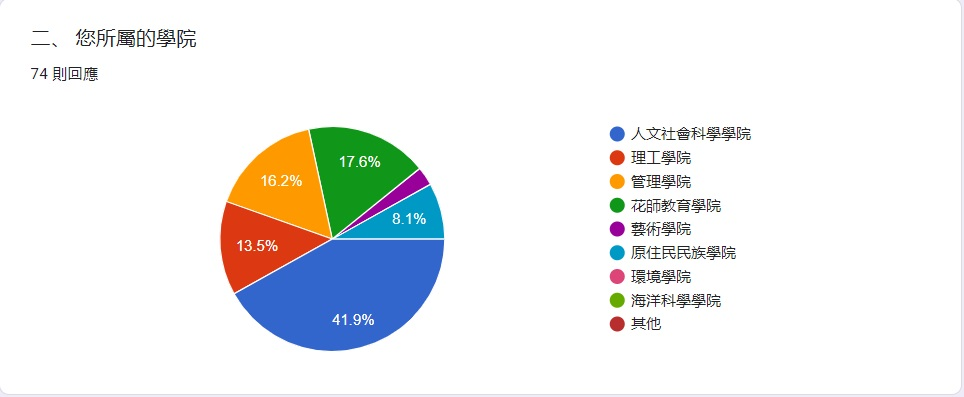 二、 您所屬的學院
74 則回應
人文社會科學學院
理工學院
管理學院
花師教育學院
藝術學院
原住民民族學院
環境學院
海洋科學學院
其他
17.6%
16.2%
8.1%
13.5%
41.9%